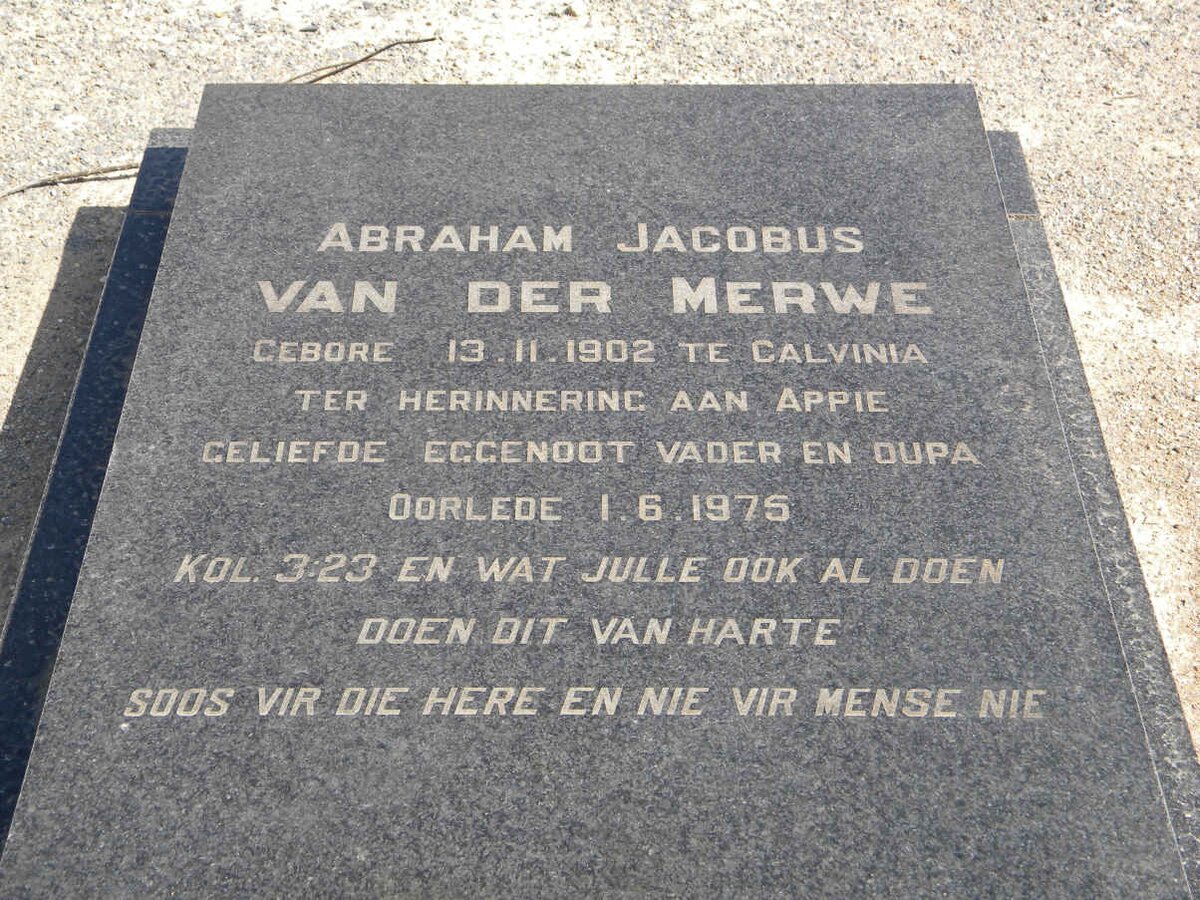 ABRAHAM JACOBUS
VAN DER MERWE
GEBORE 13.11.1902 TE CALVINIA
TER HERINNERING AAN APPIE
GELIEFDE EGGENOOT VADER EN OUPA
OORLEDE 1.6.1975
KOL. 3:23 EN WAT JULLE OOK AL DOEN
DOEN DIT VAN HARTE
SOOS VIR DIE HERE EN NIE VIR MENSE NIE